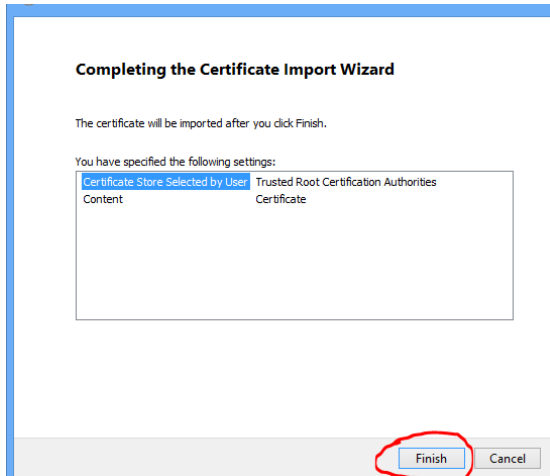 Completing the Certificate Import Wizard
The certificate will be imported after you click Finish.
You have specified the following settings:
Certificate Store Selected by User Trusted Root Certification Authorities
Content Certificate
Finish Cancel